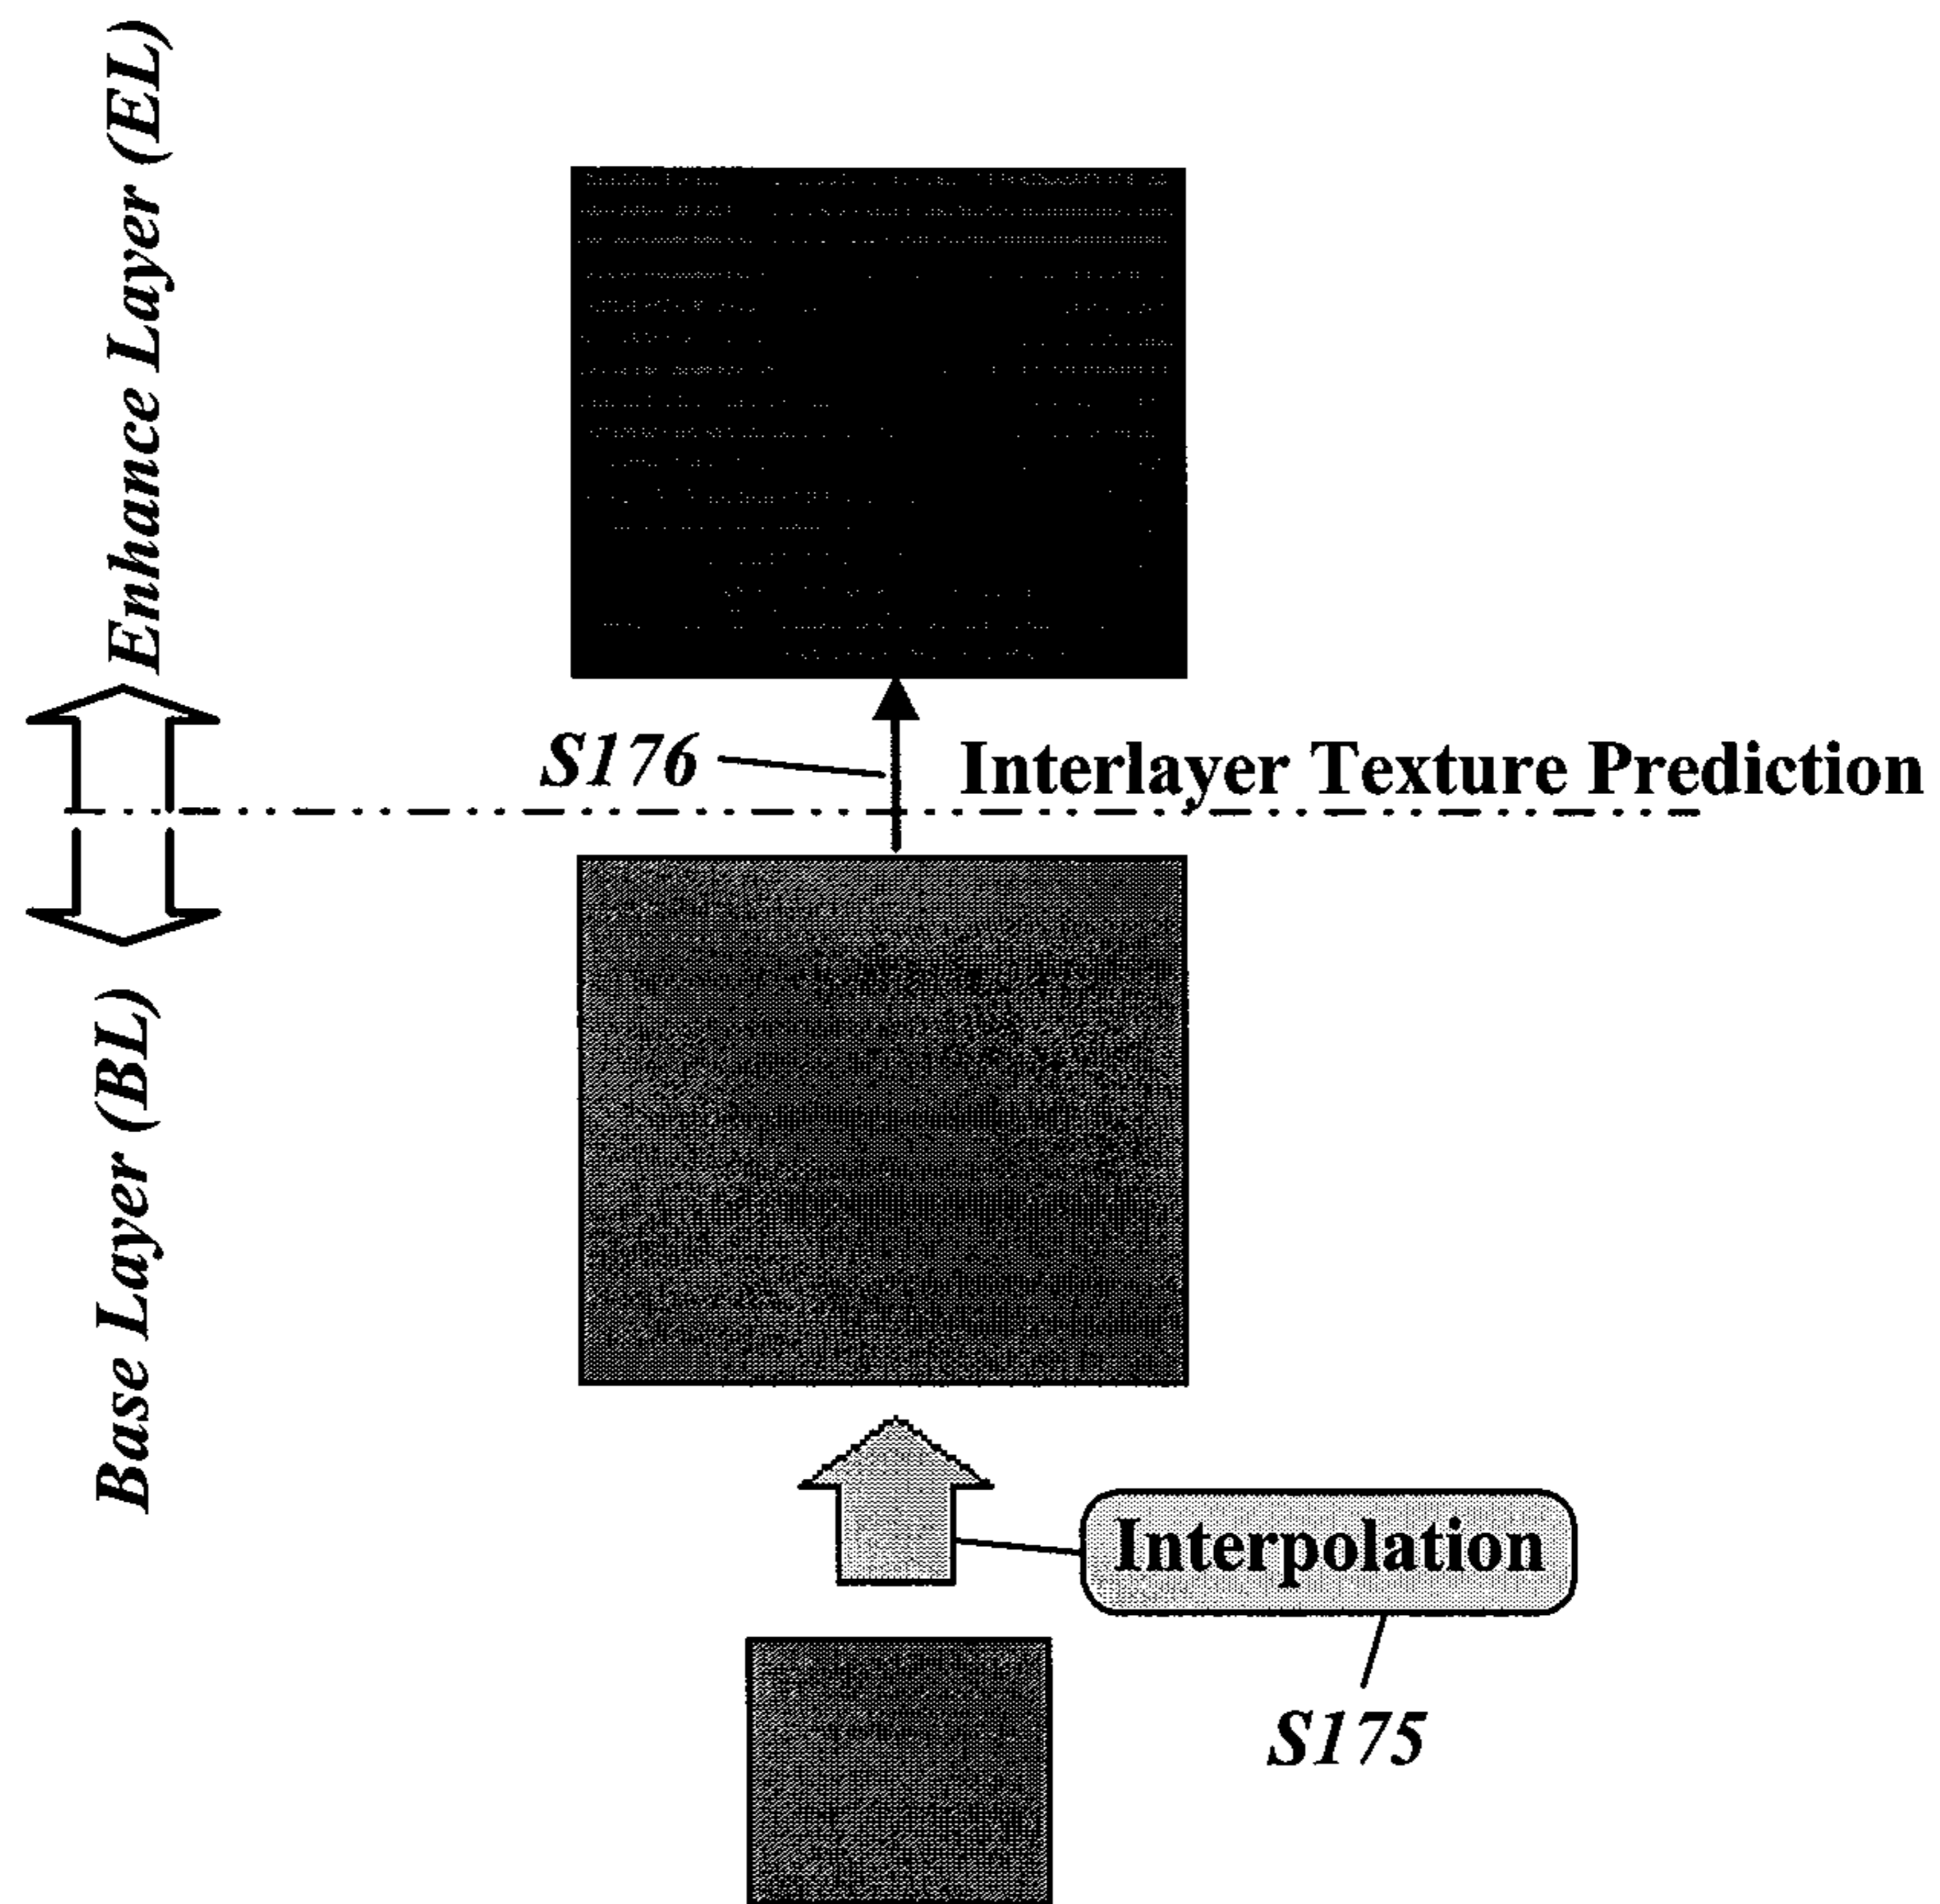 Enhance Layer (EL)
S176
Interlayer Texture Prediction
Base Layer (BL)
Interpolation
S175